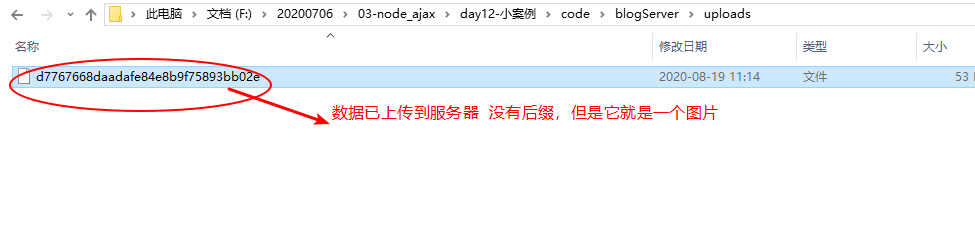 此电脑 文档 (F:) 20200706 03-node_ajax day12-小案例 code blogServer uploads
名称 修改日期 类型 大小
d7767668daadafe84e8b9f75893bb02e 2020-08-19 11:14 文件 53
数据已上传到服务器 没有后缀，但是它就是一个图片